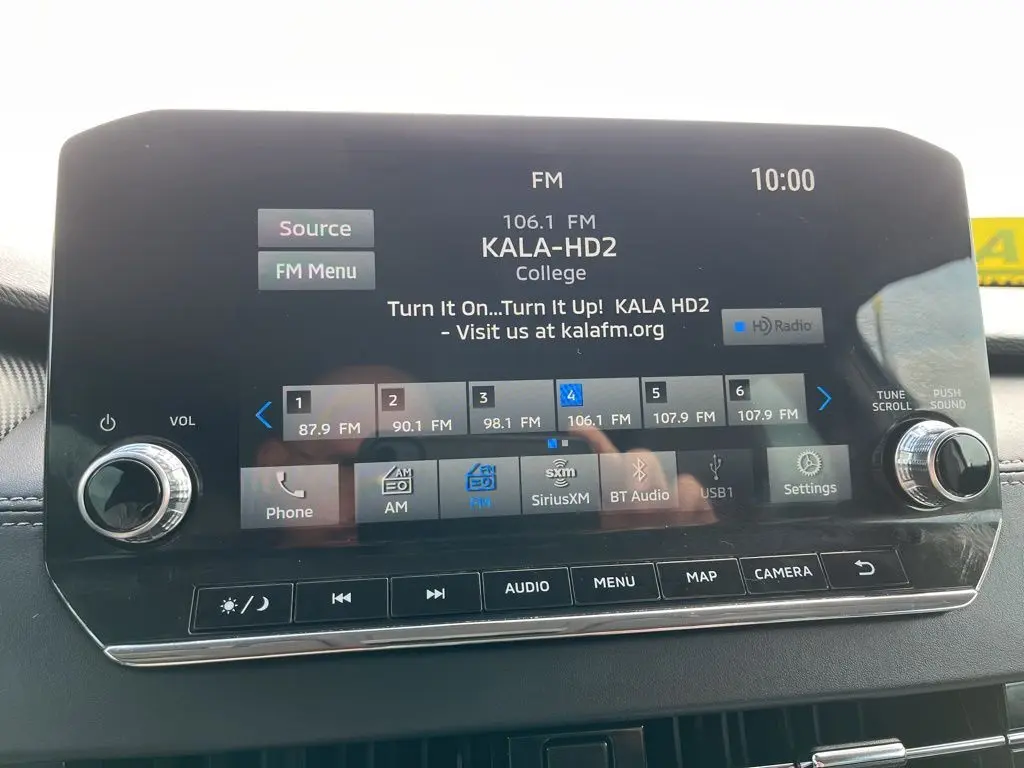 FM
10:00
Source
FM Menu
106.1 FM
KALA-HD2
College
Turn It On...Turn It Up! KALA HD2
- Visit us at kalafm.org
HD Radio
1
87.9 FM
2
90.1 FM
3
98.1 FM
4
106.1 FM
5
107.9 FM
6
107.9 FM
VOL
TUNE
SCROLL
PUSH
SOUND
Phone
AM
AM
FM
FM
sxm
SiriusXM
BT Audio
USB1
Settings
AUDIO
MENU
MAP
CAMERA